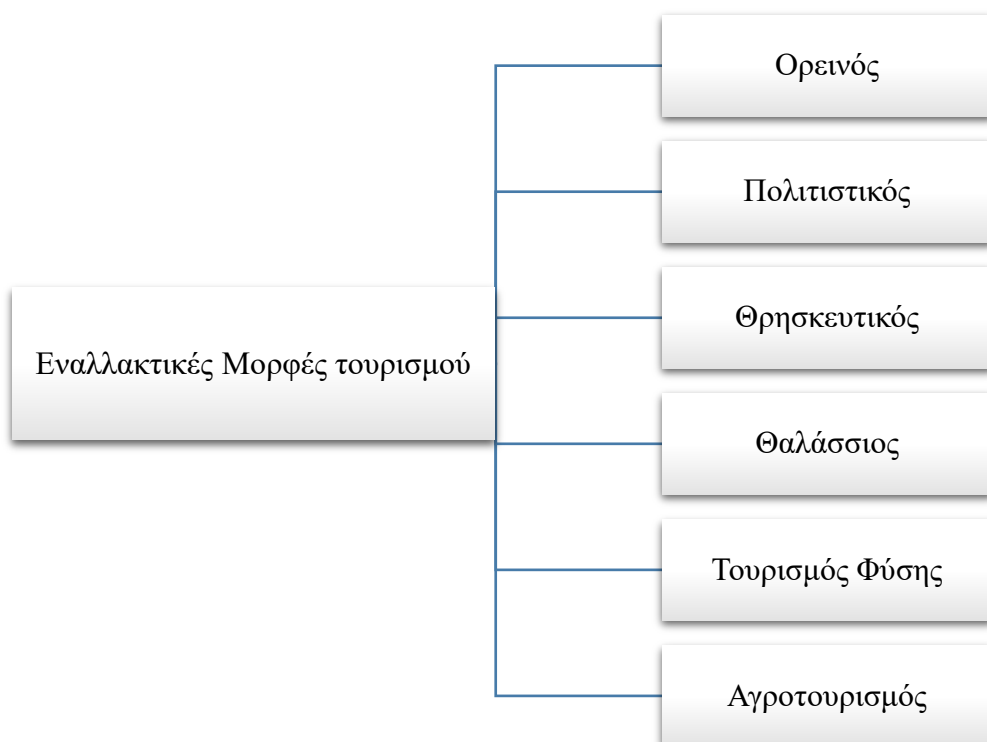 Ορεινός
Πολιτιστικός
Θρησκευτικός
Εναλλακτικές Μορφές τουρισμού
Θαλάσσιος
Τουρισμός Φύσης
Αγροτουρισμός